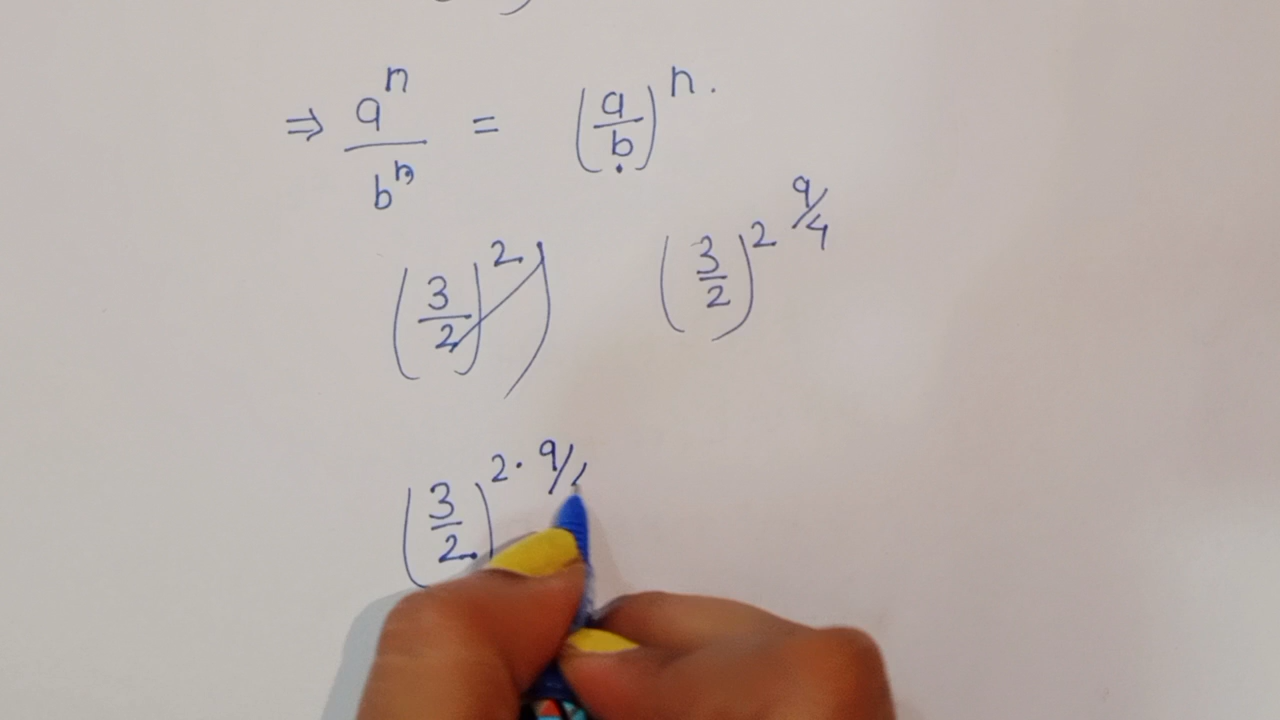 ⇒ a^n / b^n = (a/b)^n.
(3/2)^2) (3/2)^2 9/4
(3/2)^2·9/